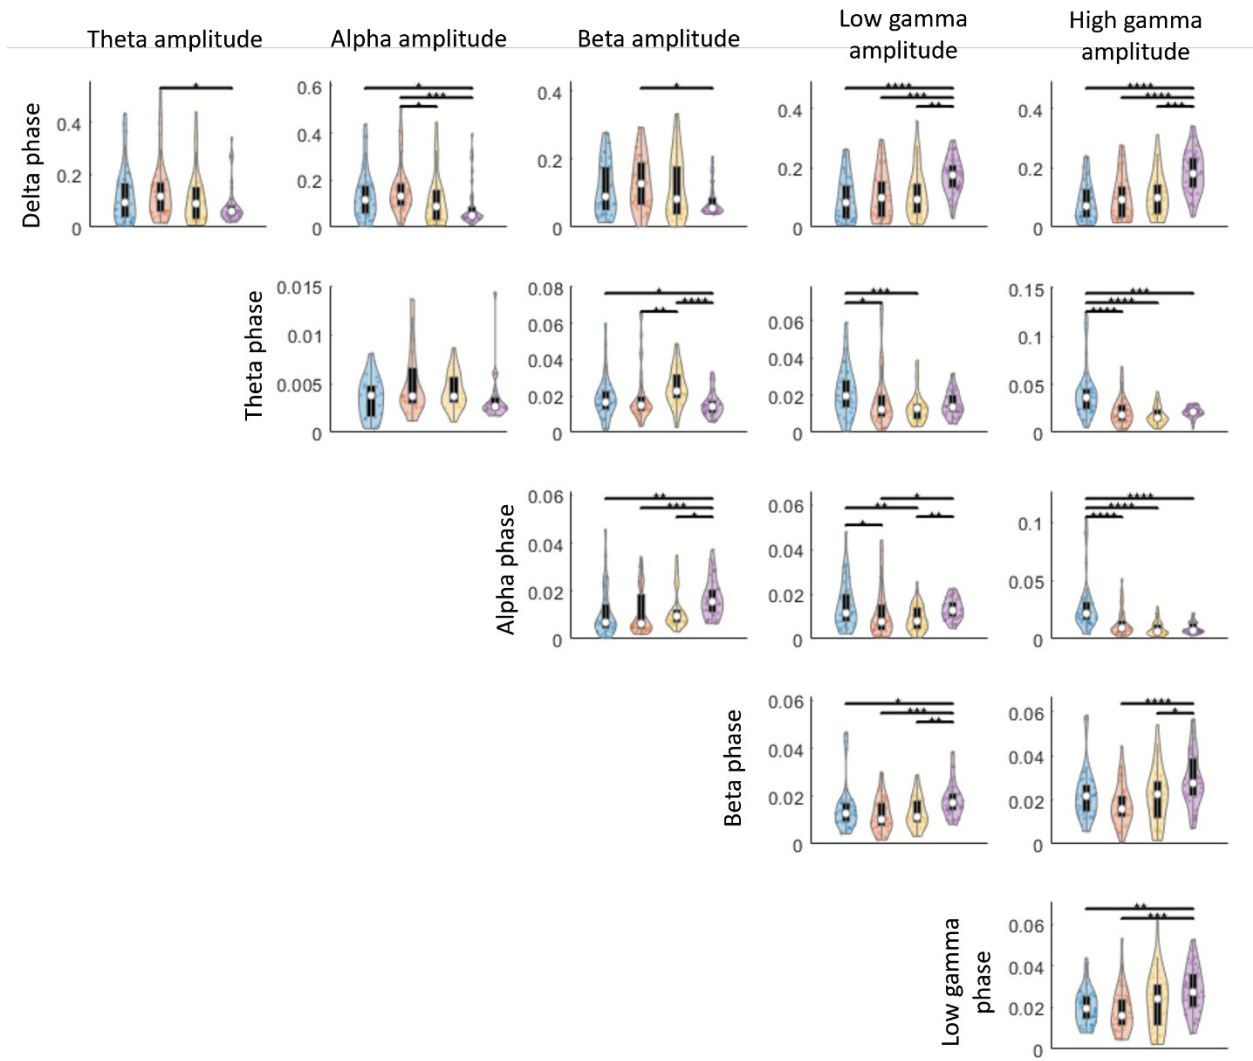 Theta amplitude Alpha amplitude Beta amplitude Low gamma amplitude High gamma amplitude
Delta phase
0.4 0.2 0
0.6 0.4 0.2 0
0.4 0.2 0
0.4 0.2 0
0.4 0.2 0
Theta phase
0.015 0.01 0.005 0
0.08 0.06 0.04 0.02 0
0.06 0.04 0.02 0
0.15 0.1 0.05 0
Alpha phase
0.06 0.04 0.02 0
0.06 0.04 0.02 0
0.1 0.05 0
Beta phase
0.06 0.04 0.02 0
0.06 0.04 0.02 0
Low gamma
phase
0.06 0.04 0.02 0